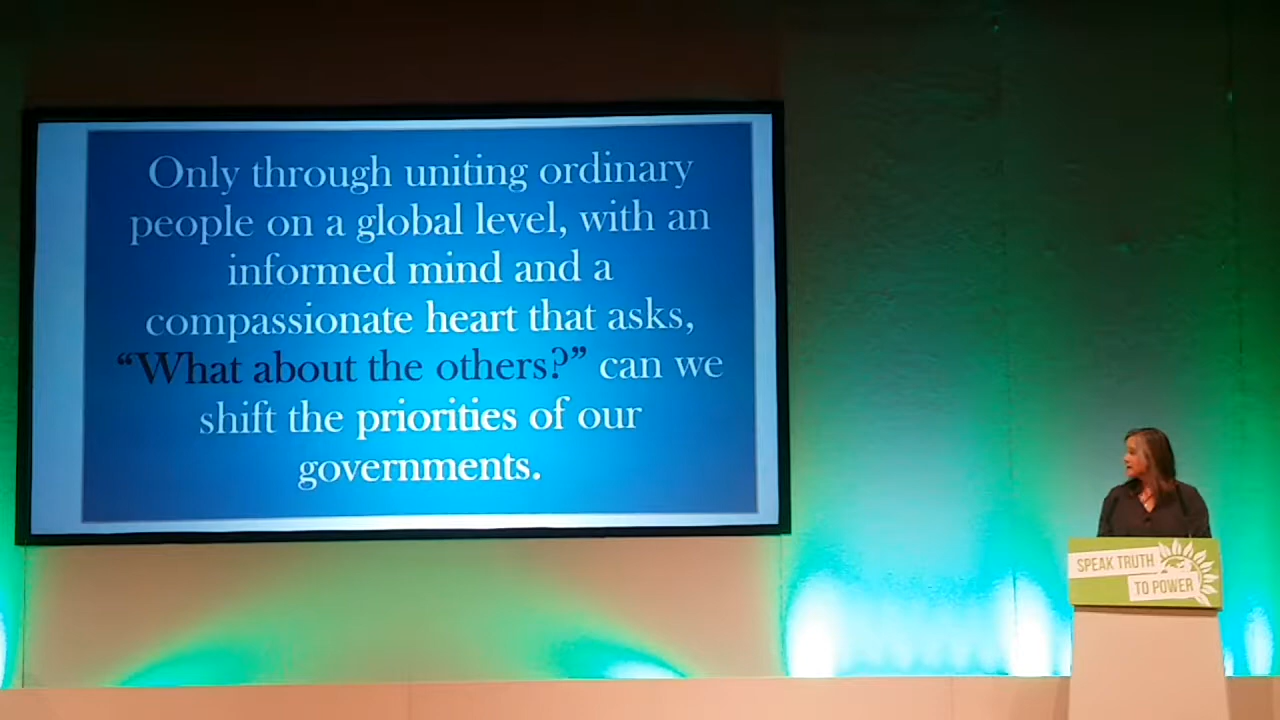 Only through uniting ordinary
people on a global level, with an
informed mind and a
compassionate heart that asks,
“What about the others?” can we
shift the priorities of our
governments.
SPEAK TRUTH
TO POWER